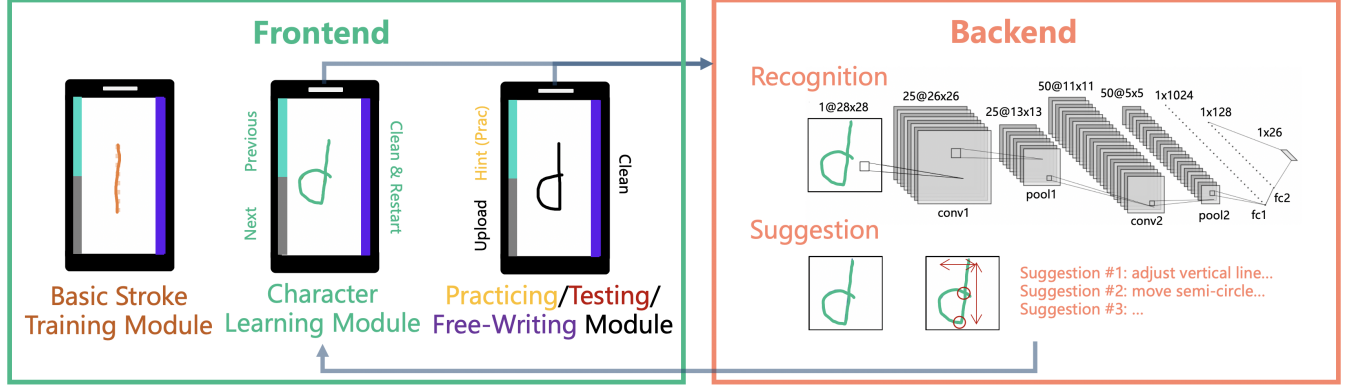 Frontend
Previous
Next
Clean & Restart
Hint (Prac)
Upload
Clean
Basic Stroke
Training Module
Character
Learning Module
Practicing/Testing/
Free-Writing Module
Backend
Recognition
1@28x28
25@26x26
25@13x13
50@11x11
50@5x5
1x1024
1x128
1x26
conv1
pool1
conv2
pool2
fc1
fc2
Suggestion
Suggestion #1: adjust vertical line...
Suggestion #2: move semi-circle...
Suggestion #3: ...